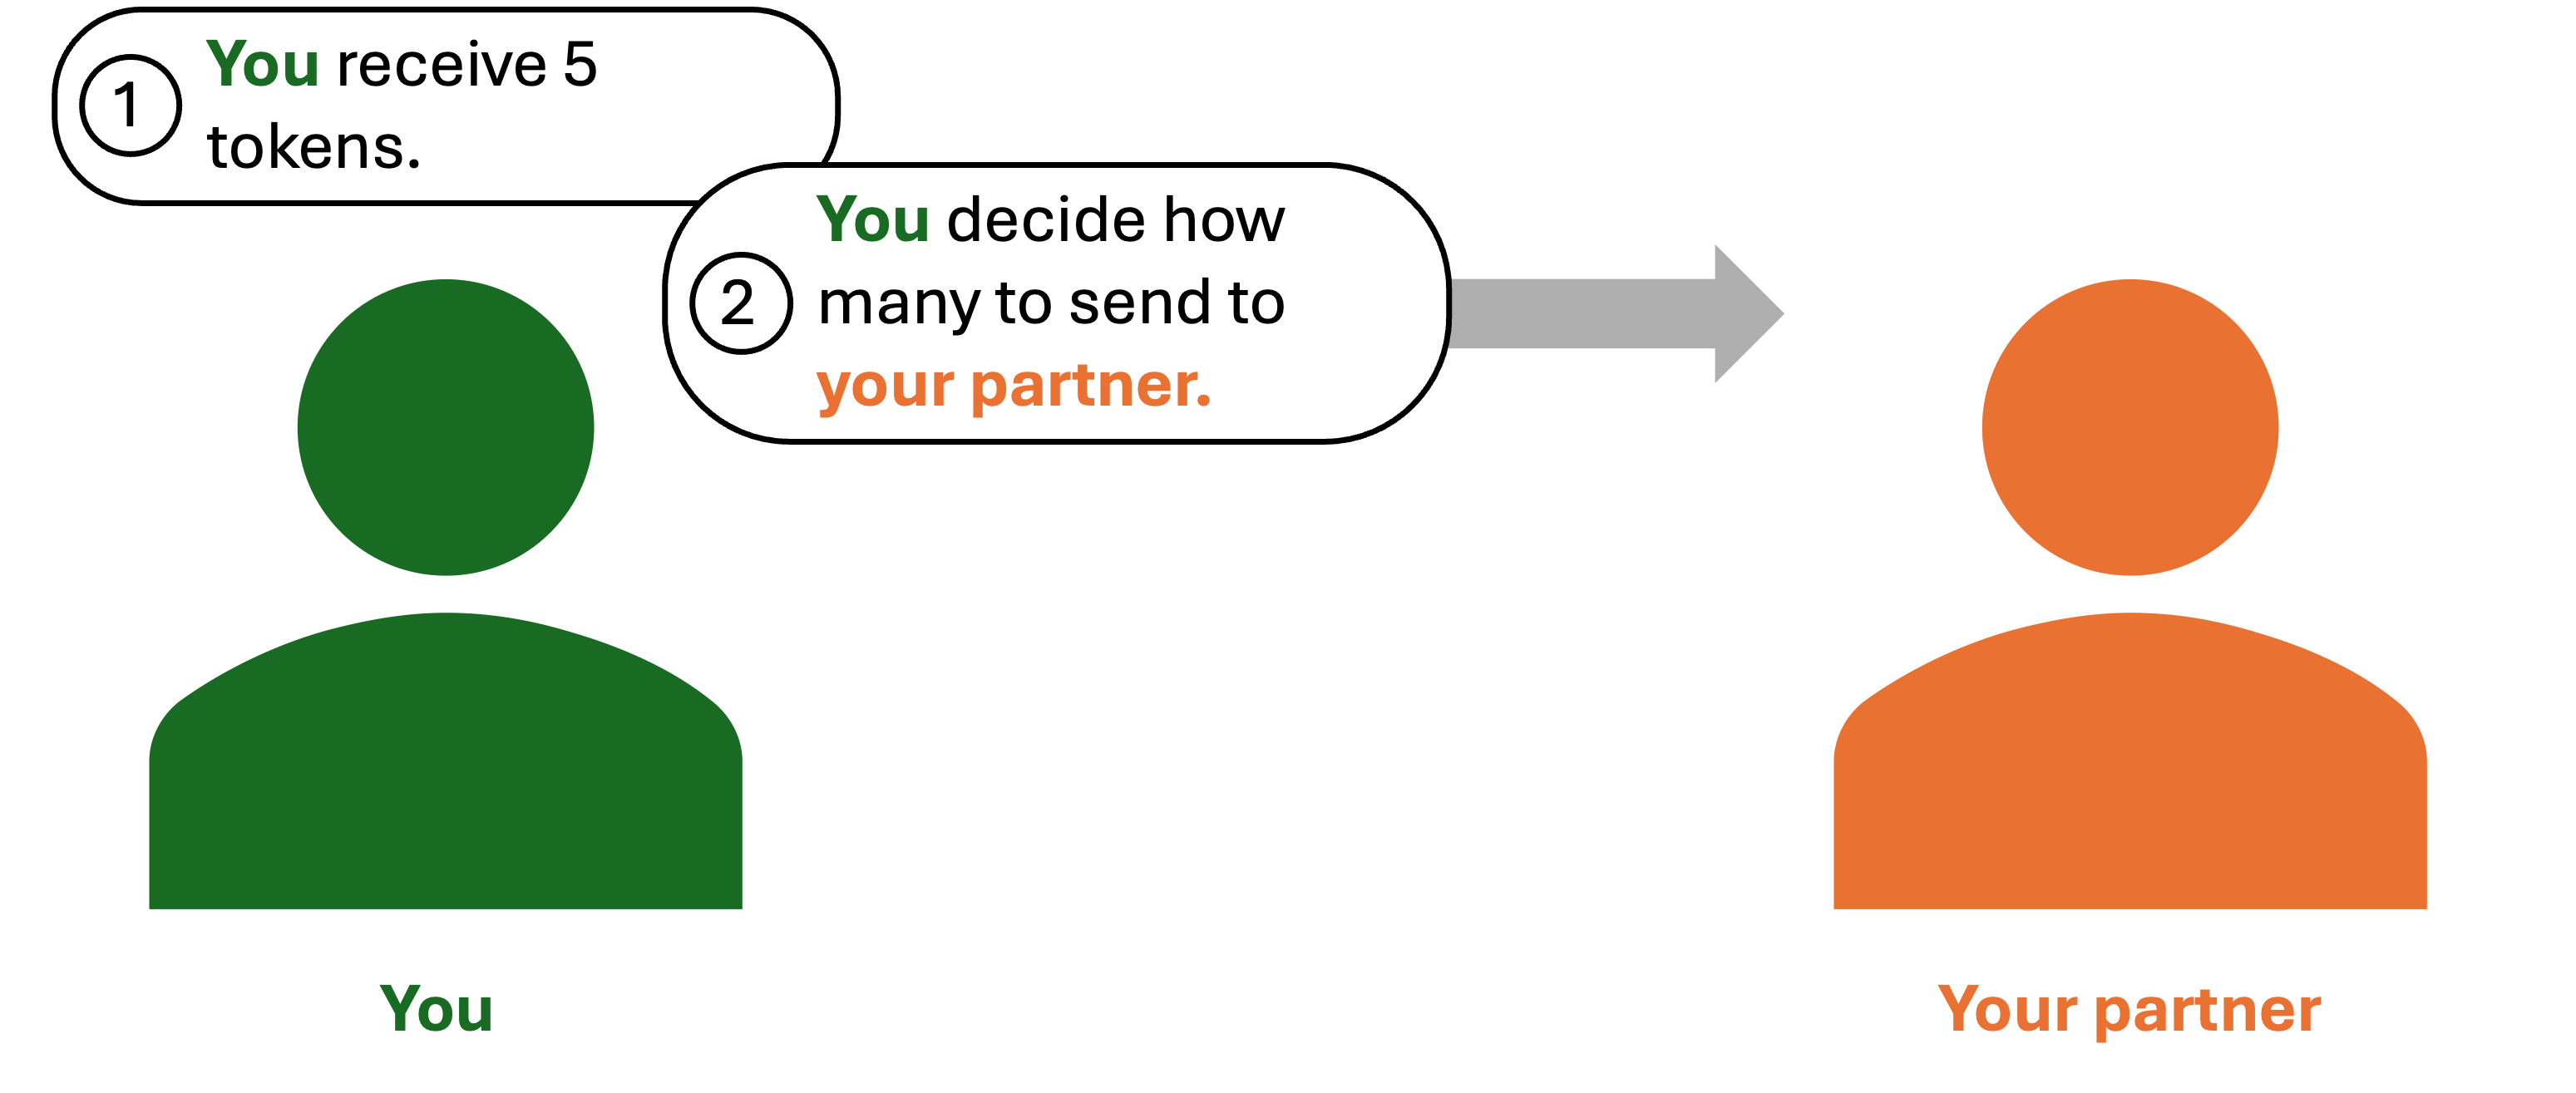 1
You receive 5
tokens.
2
You decide how
many to send to
your partner.
You
Your partner